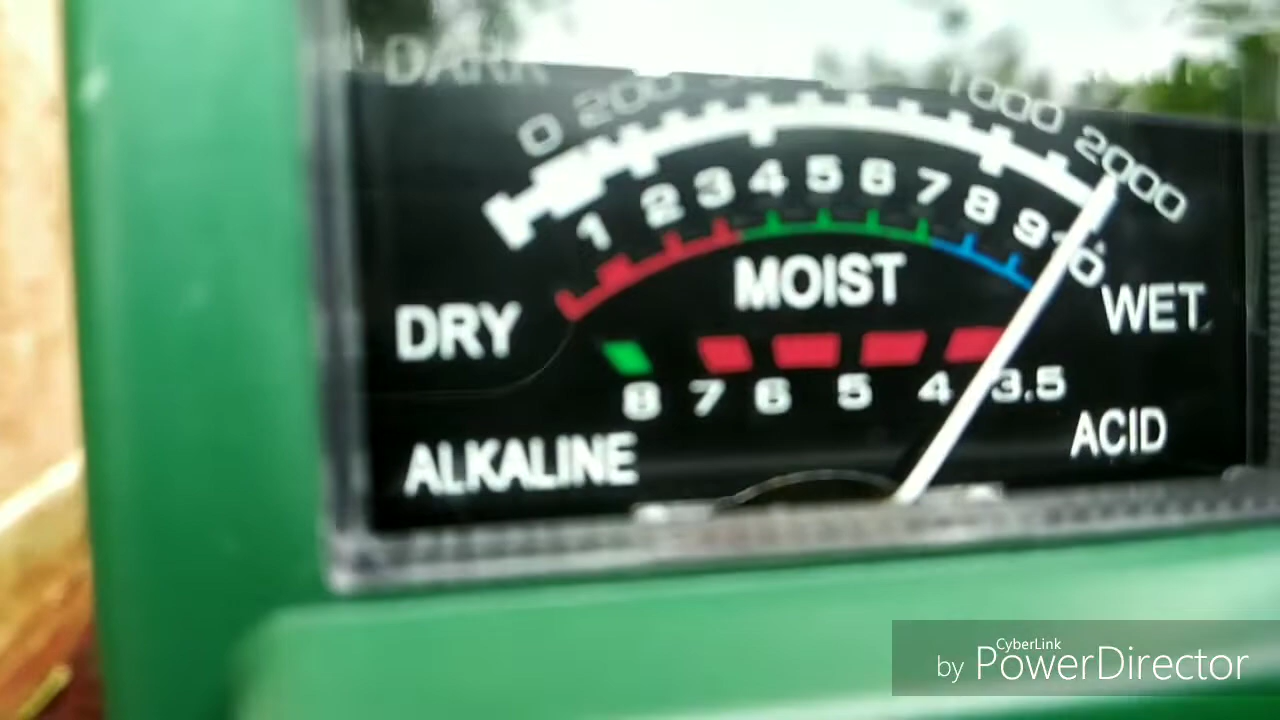 DARK
0 200 1000 2000
1 2 3 4 5 6 7 8 9 10
DRY MOIST WET
8 7 6 5 4 3.5
ALKALINE ACID
by CyberLink PowerDirector